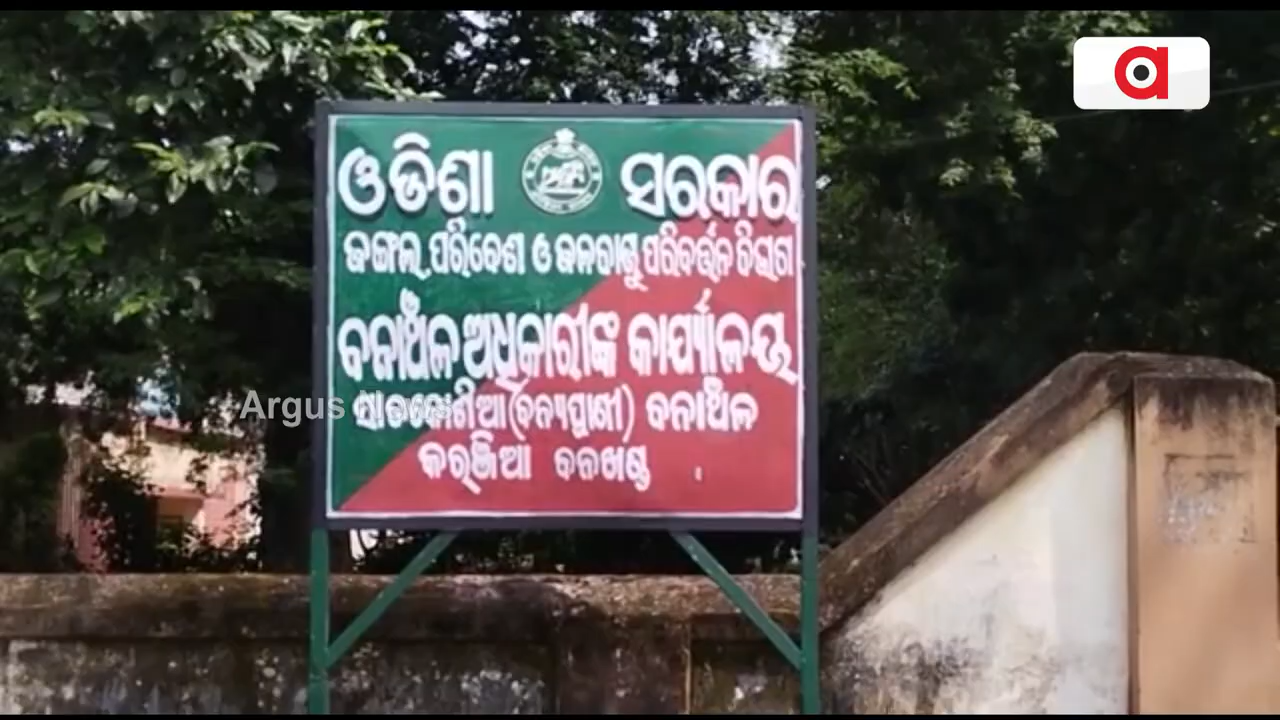 ଓଡିଶା ସରକାର
ଜଙ୍ଗଲ, ପରିବେଶ ଓ ଜଳବାୟୁ ପରିବର୍ତ୍ତନ ବିଭାଗ
ବନାଞ୍ଚଳ ଅଧିକାରୀଙ୍କ କାର୍ଯ୍ୟାଳୟ
ସାତକୋଶିଆ (ବନ୍ୟପ୍ରାଣୀ) ବନାଞ୍ଚଳ
କରଞ୍ଜିଆ ବନଖଣ୍ଡ
Argus News
a